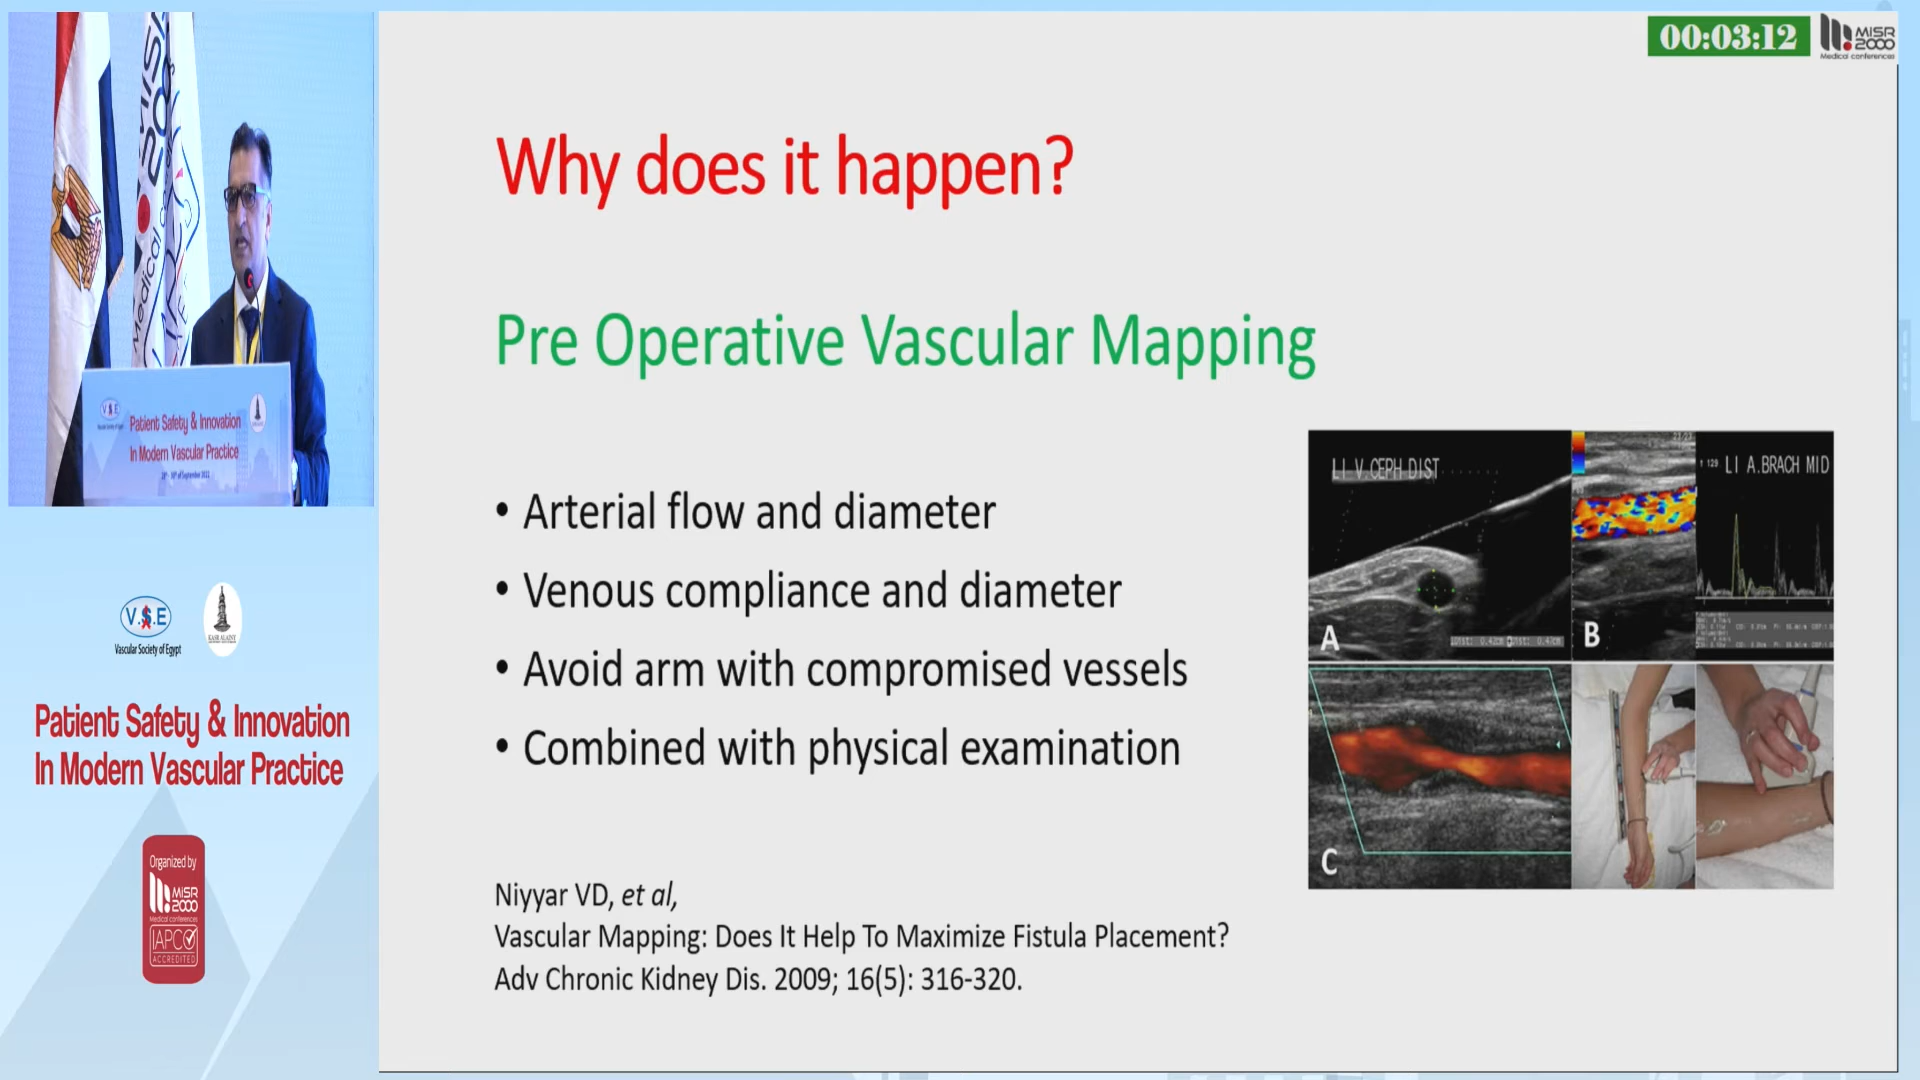 00:03:12
MISR
2000
Medical conferences
Why does it happen?
Pre Operative Vascular Mapping
• Arterial flow and diameter
• Venous compliance and diameter
• Avoid arm with compromised vessels
• Combined with physical examination
LI V.CEPH DIST
A
B
LI A.BRACH MID
C
Niyyar VD, et al,
Vascular Mapping: Does It Help To Maximize Fistula Placement?
Adv Chronic Kidney Dis. 2009; 16(5): 316-320.
Medical
V.S.E
Patient Safety & Innovation
In Modern Vascular Practice
V.S.E
Vascular Society of Egypt
KASR ALAINY
Patient Safety & Innovation
In Modern Vascular Practice
Organized by
MISR
2000
Medical conferences
IAPCO
ACCREDITED